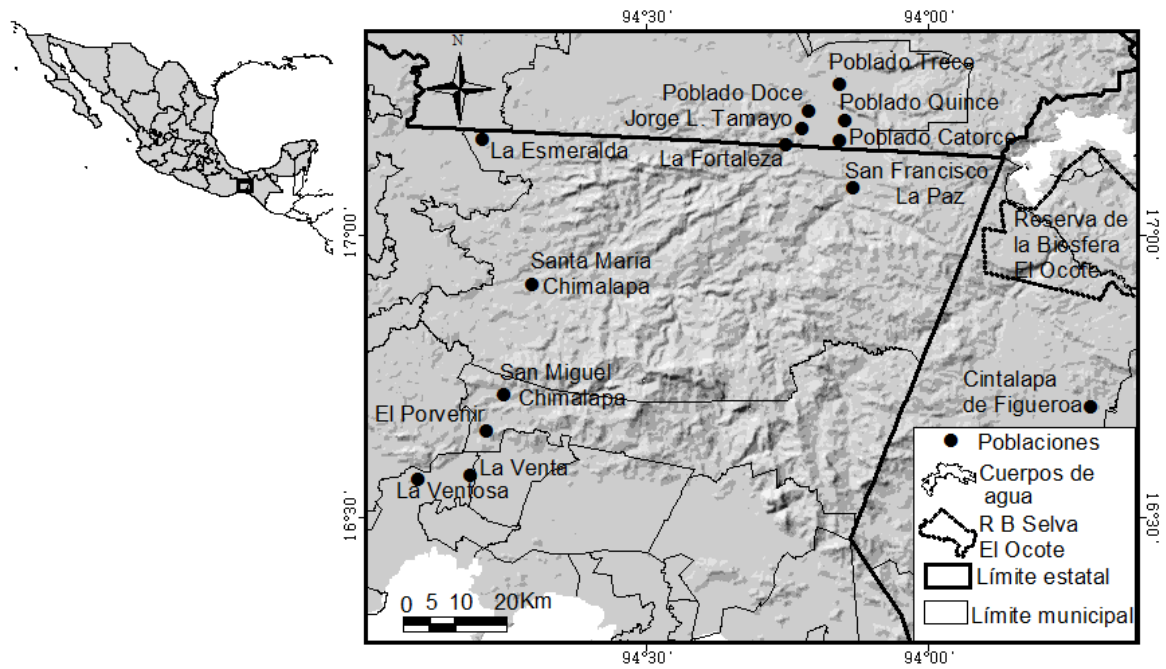 94°30'
94°00'
N
Poblado Trece
Poblado Doce
Poblado Quince
Jorge L. Tamayo
Poblado Catorce
La Esmeralda
La Fortaleza
San Francisco
La Paz
17°00'
17°00'
Reserva de
la Biosfera
El Ocote
Santa María
Chimalapa
San Miguel
Chimalapa
El Porvenir
Cintalapa
de Figueroa
La Venta
La Ventosa
16°30'
16°30'
Poblaciones
Cuerpos de
agua
R B Selva
El Ocote
Límite estatal
Límite municipal
0 5 10 20Km
94°30'
94°00'